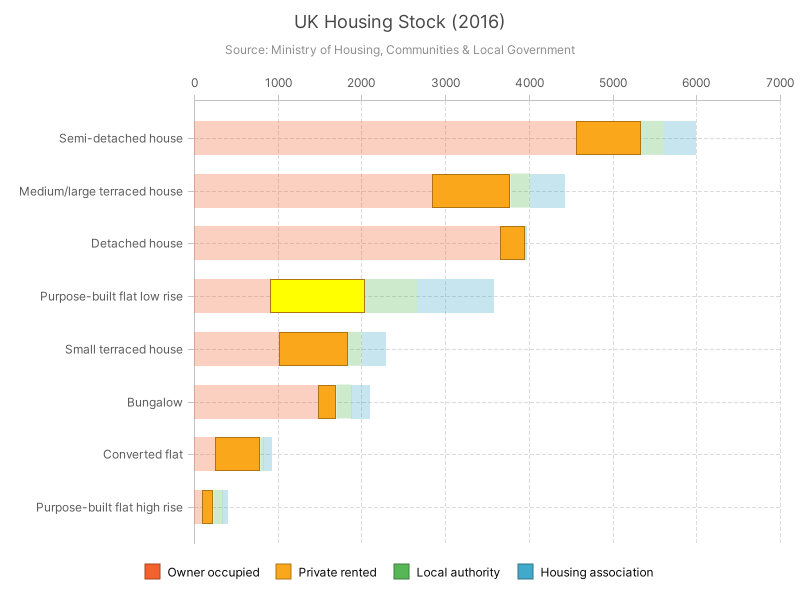 UK Housing Stock (2016)
Source: Ministry of Housing, Communities & Local Government
0 1000 2000 3000 4000 5000 6000 7000
Semi-detached house
Medium/large terraced house
Detached house
Purpose-built flat low rise
Small terraced house
Bungalow
Converted flat
Purpose-built flat high rise
Owner occupied Private rented Local authority Housing association